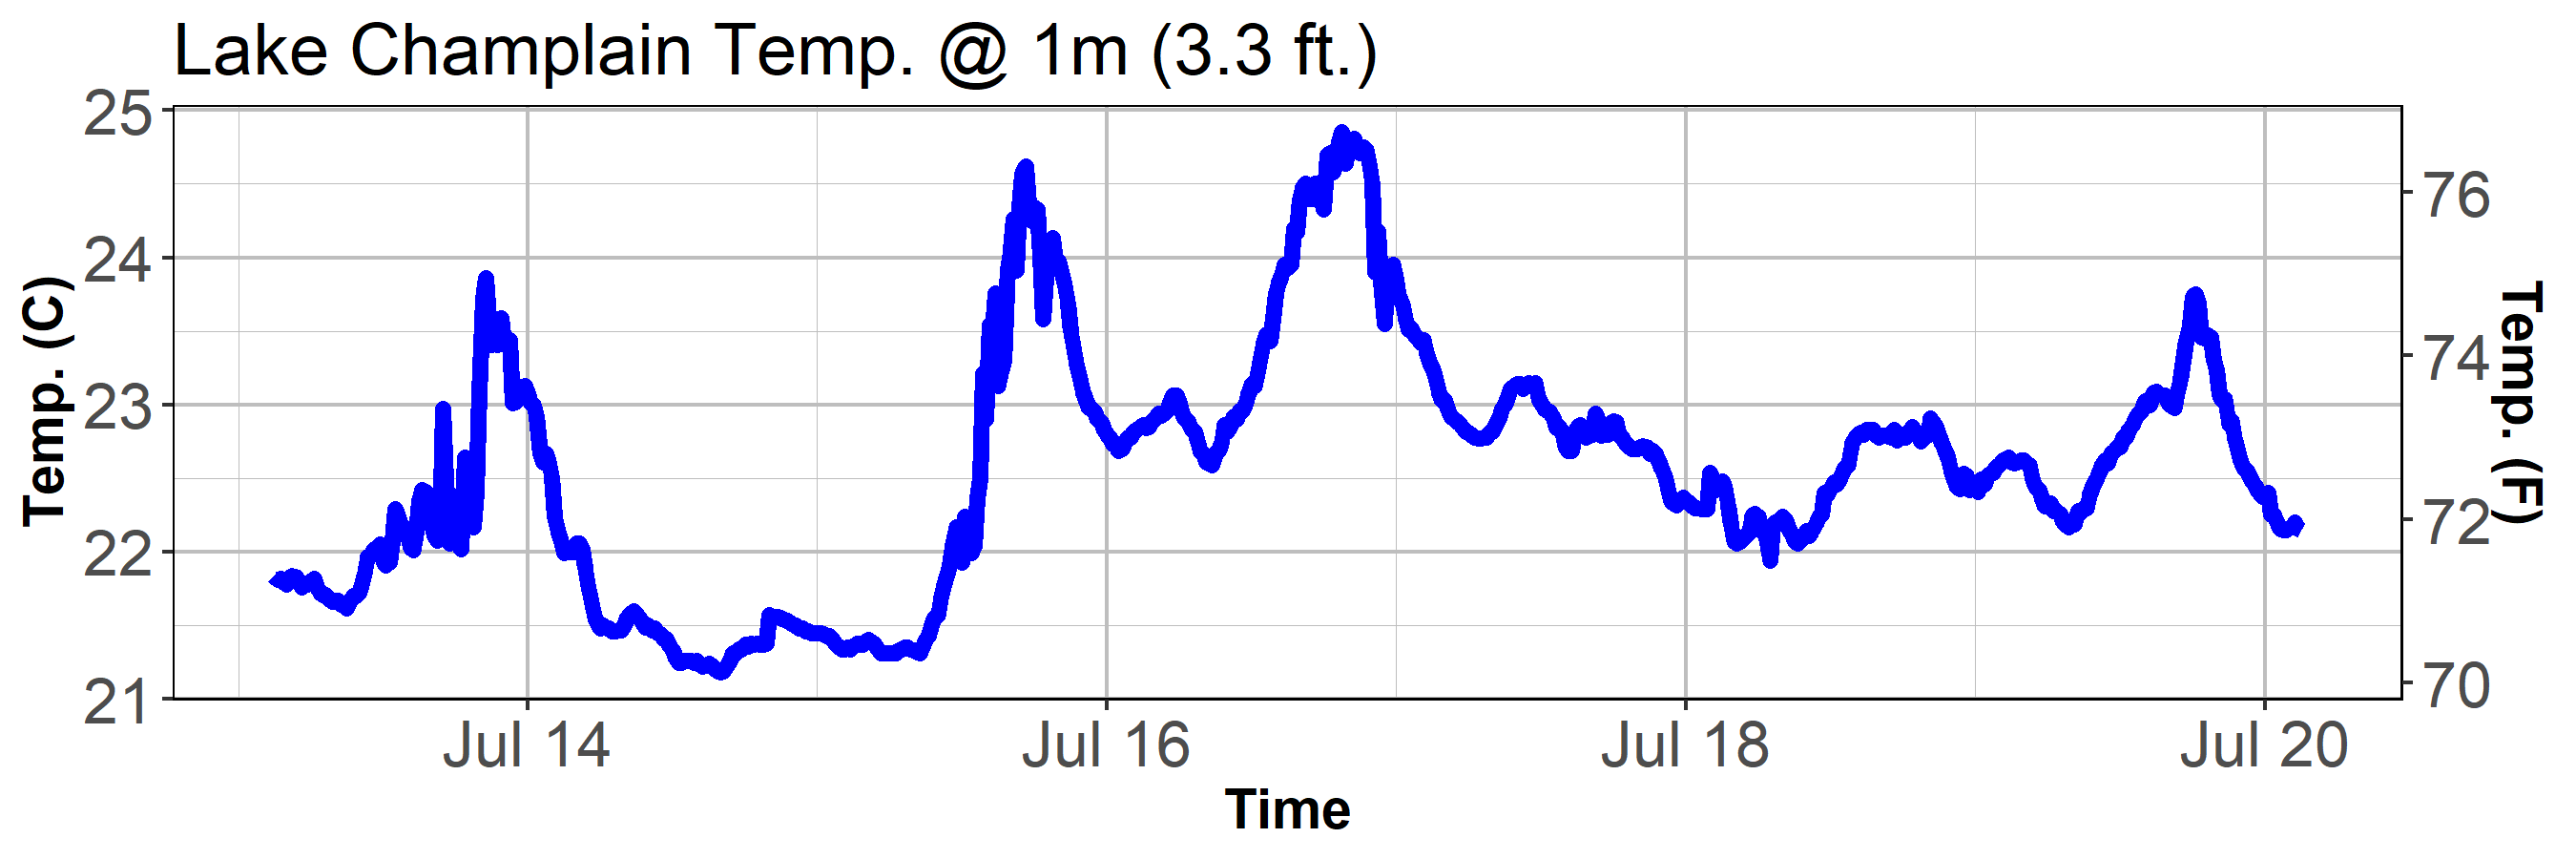 Lake Champlain Temp. @ 1m (3.3 ft.)
25
24
23
22
21
Temp. (C)
76
74
72
70
Temp. (F)
Jul 14
Jul 16
Jul 18
Jul 20
Time